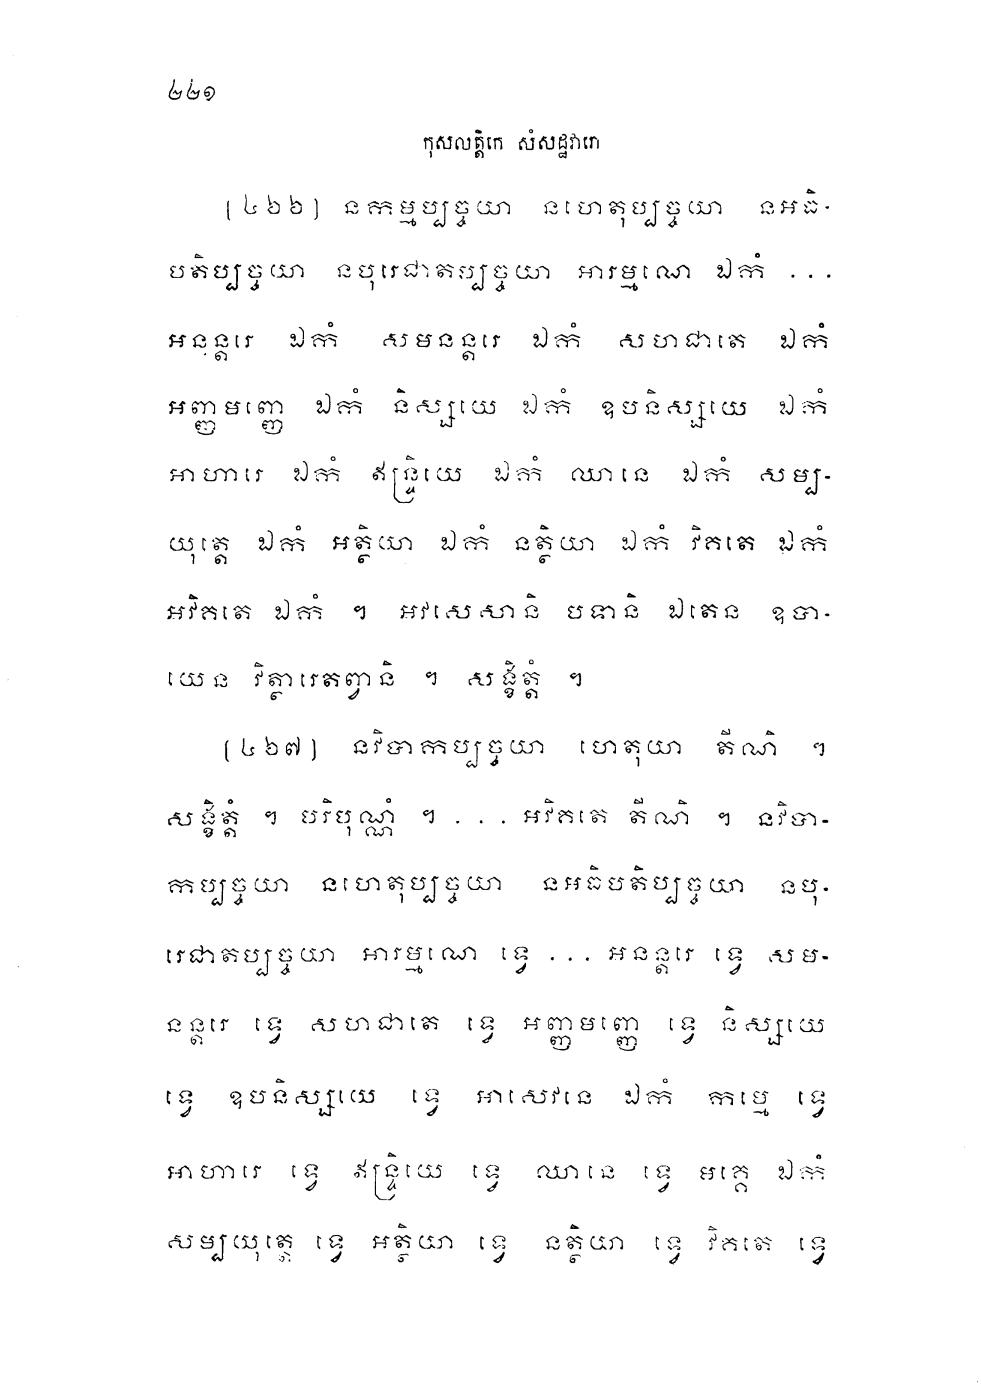 ២២១
កុសលត្តិកេ សំសដ្ឋវារោ
(៤៦៦) នកម្មប្បច្ចយា នហេតុប្បច្ចយា នអធិ-
បតិប្បច្ចយា នបុរេជាតប្បច្ចយា អារម្មណេ ឯកំ ...
អនន្តរេ ឯកំ សមនន្តរេ ឯកំ សហជាតេ ឯកំ
អញ្ញមញ្ញេ ឯកំ និស្សយេ ឯកំ ឧបនិស្សយេ ឯកំ
អាហារេ ឯកំ ឥន្ទ្រិយេ ឯកំ ឈានេ ឯកំ សម្ប-
យុត្តេ ឯកំ អត្ថិយា ឯកំ នត្ថិយា ឯកំ វិគតេ ឯកំ
អវិគតេ ឯកំ ។ អវសេសានិ បទានិ ឯតេន ឧបា-
យេន វិត្ថារេតព្វានិ ។ សង្ខិត្តំ ។
(៤៦៧) នវិបាកប្បច្ចយា ហេតុយា តីណិ ។
សង្ខិត្តំ ។ បរិបុណ្ណំ ។ ... អវិគតេ តីណិ ។ នវិបា-
កប្បច្ចយា នហេតុប្បច្ចយា នអធិបតិប្បច្ចយា នបុ-
រេជាតប្បច្ចយា អារម្មណេ ទ្វេ ... អនន្តរេ ទ្វេ សម-
នន្តរេ ទ្វេ សហជាតេ ទ្វេ អញ្ញមញ្ញេ ទ្វេ និស្សយេ
ទ្វេ ឧបនិស្សយេ ទ្វេ អាសេវនេ ឯកំ កម្មេ ទ្វេ
អាហារេ ទ្វេ ឥន្ទ្រិយេ ទ្វេ ឈានេ ទ្វេ មគ្គេ ឯកំ
សម្បយុត្តេ ទ្វេ អត្ថិយា ទ្វេ នត្ថិយា ទ្វេ វិគតេ ទ្វេ